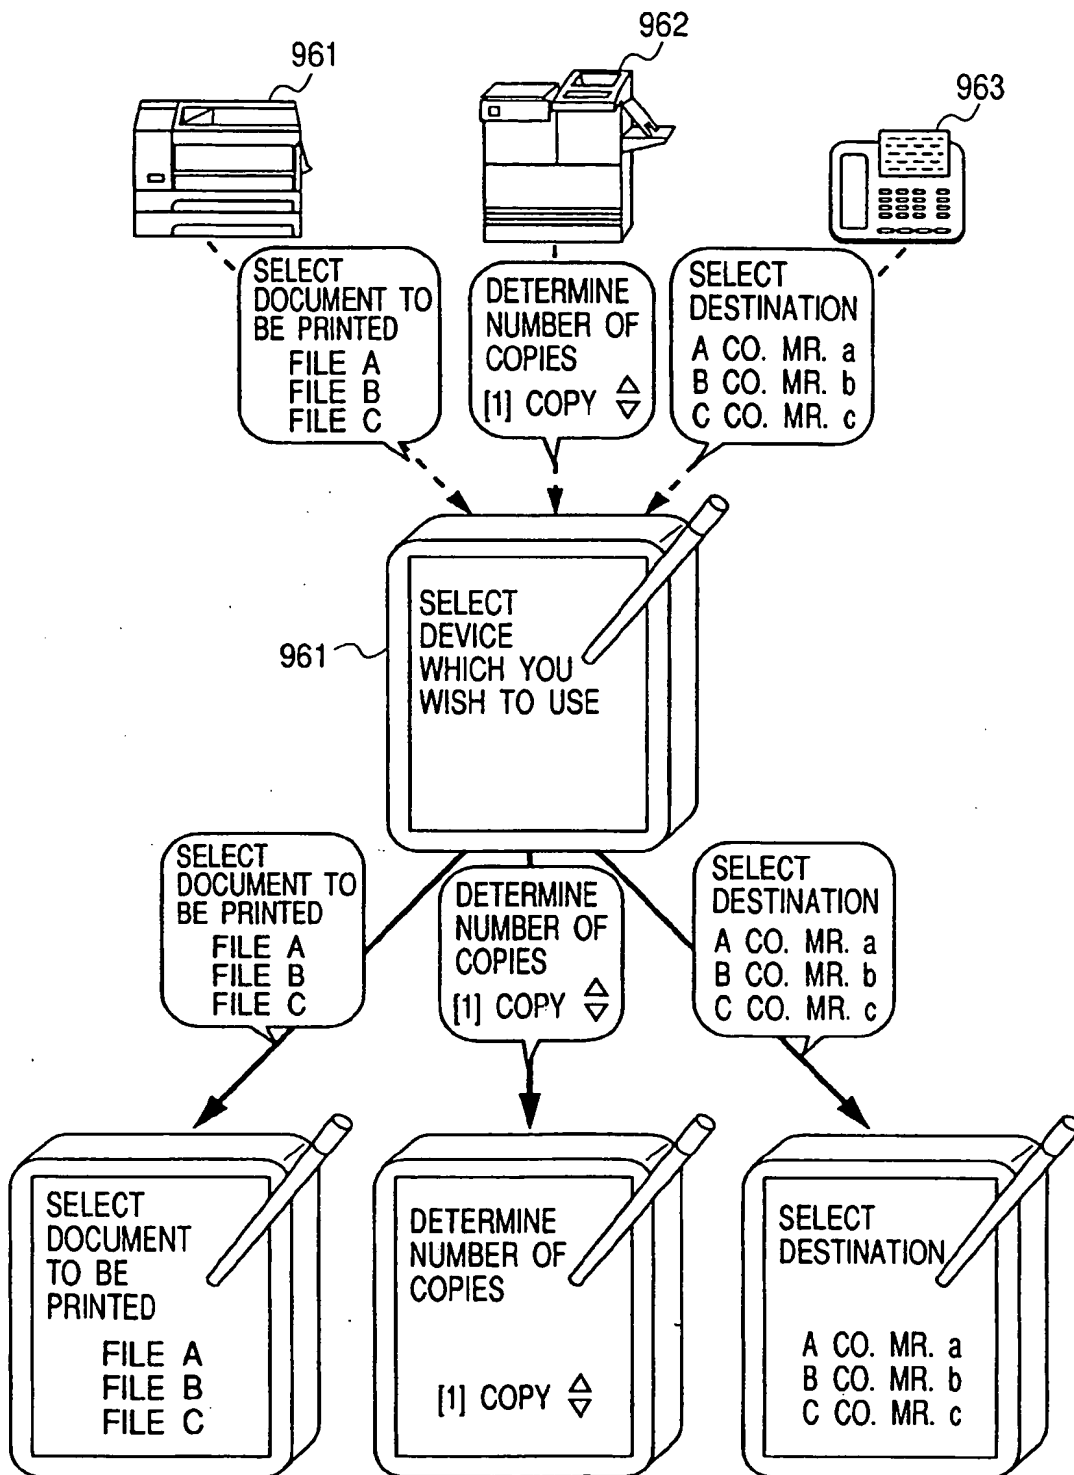 961
962
963
SELECT
DOCUMENT TO
BE PRINTED
FILE A
FILE B
FILE C
DETERMINE
NUMBER OF
COPIES
[1] COPY △▽
SELECT
DESTINATION
A CO. MR. a
B CO. MR. b
C CO. MR. c
961
SELECT
DEVICE
WHICH YOU
WISH TO USE
SELECT
DOCUMENT TO
BE PRINTED
FILE A
FILE B
FILE C
DETERMINE
NUMBER OF
COPIES
[1] COPY △▽
SELECT
DESTINATION
A CO. MR. a
B CO. MR. b
C CO. MR. c
SELECT
DOCUMENT
TO BE
PRINTED
FILE A
FILE B
FILE C
DETERMINE
NUMBER OF
COPIES
[1] COPY △▽
SELECT
DESTINATION
A CO. MR. a
B CO. MR. b
C CO. MR. c